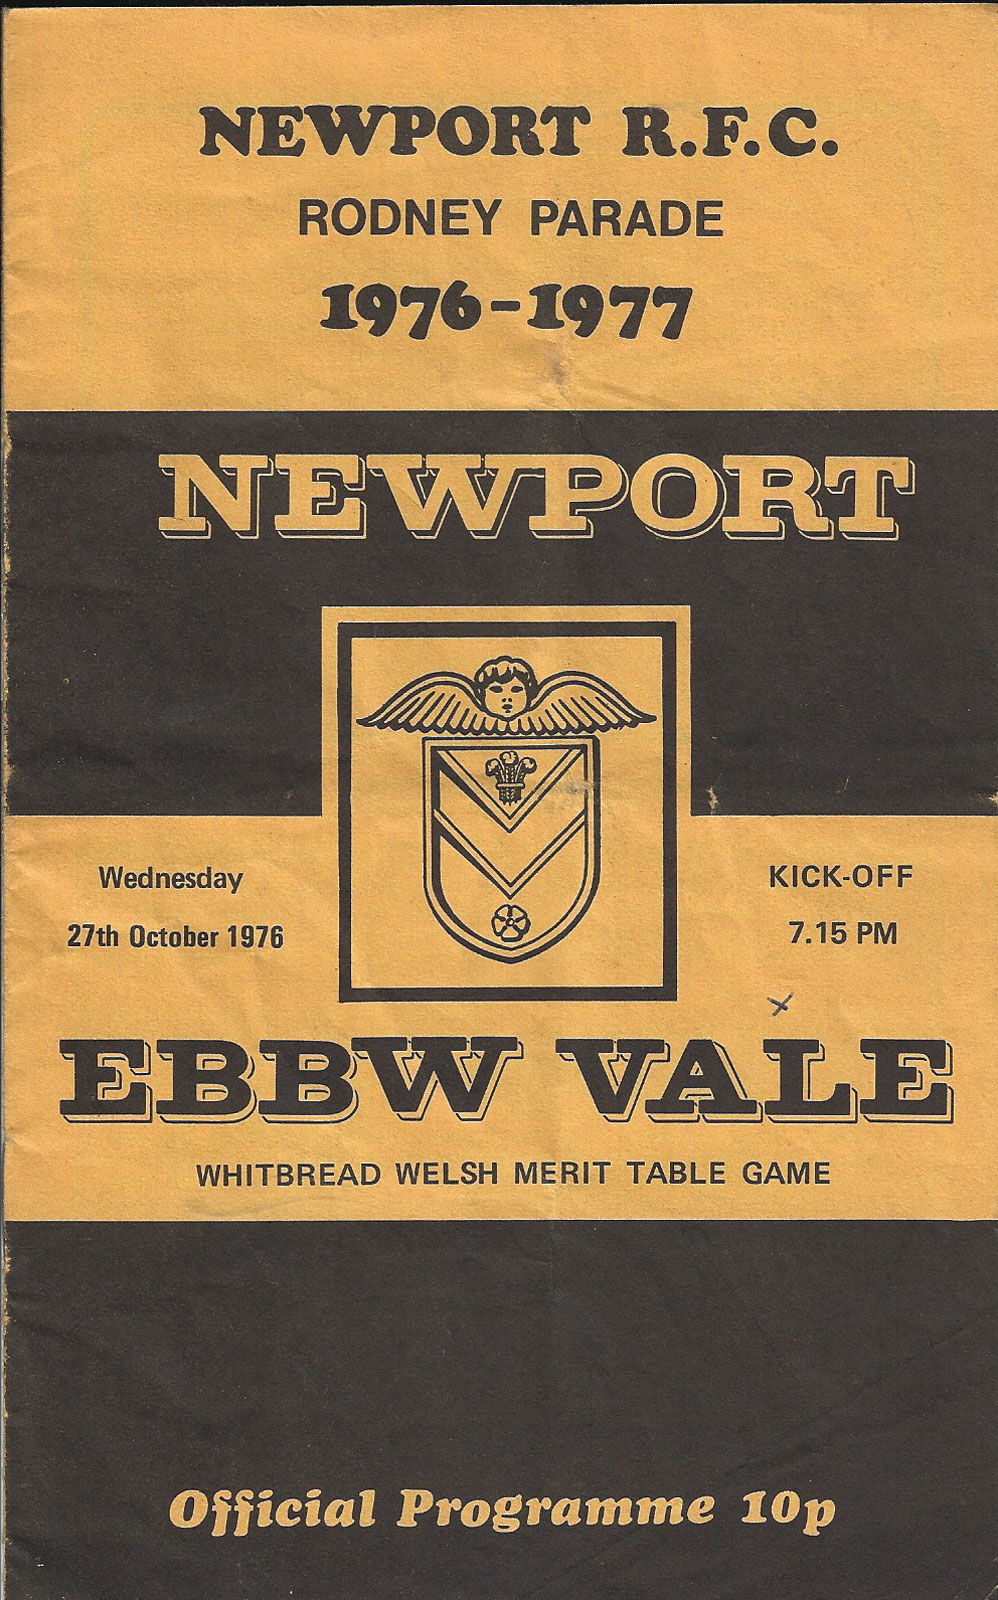 NEWPORT R.F.C.
RODNEY PARADE
1976-1977
NEWPORT
Wednesday
27th October 1976
KICK-OFF
7.15 PM
x
EBBW VALE
WHITBREAD WELSH MERIT TABLE GAME
Official Programme 10p